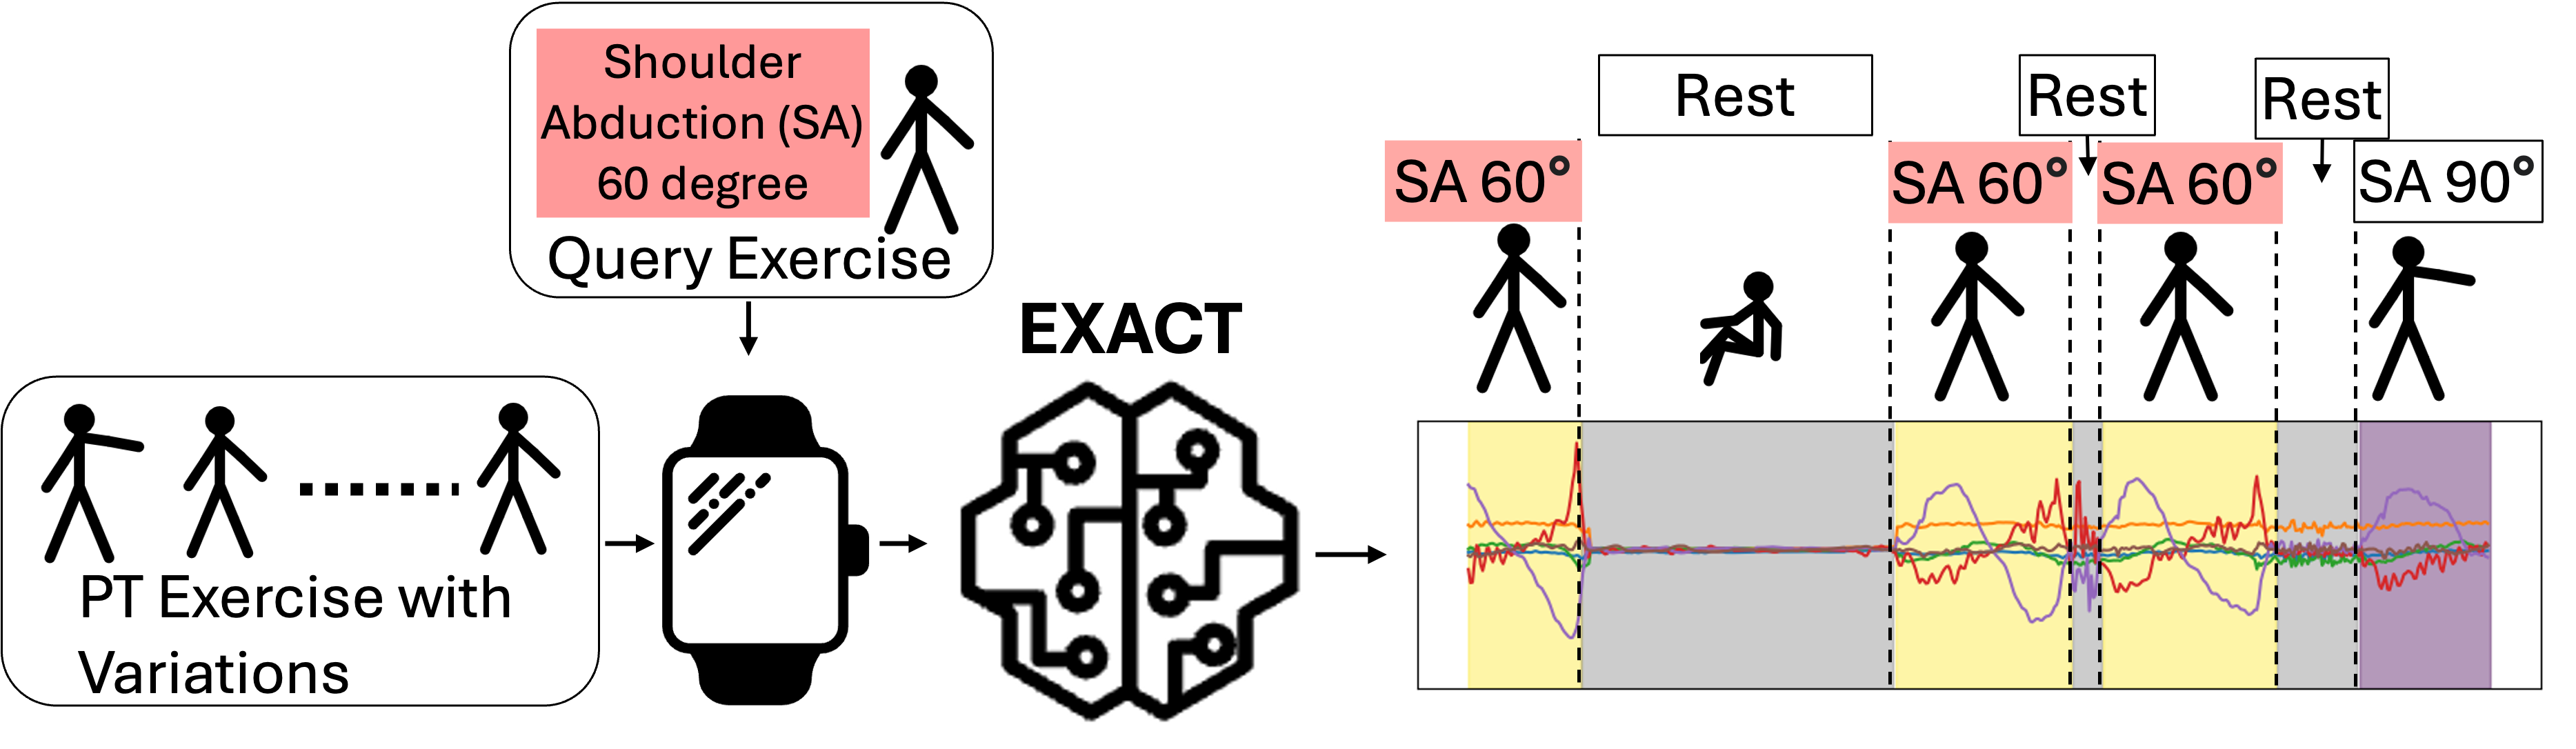 Shoulder
Abduction (SA)
60 degree
Query Exercise
PT Exercise with
Variations
EXACT
Rest
Rest
Rest
SA 60°
SA 60°
SA 60°
SA 90°